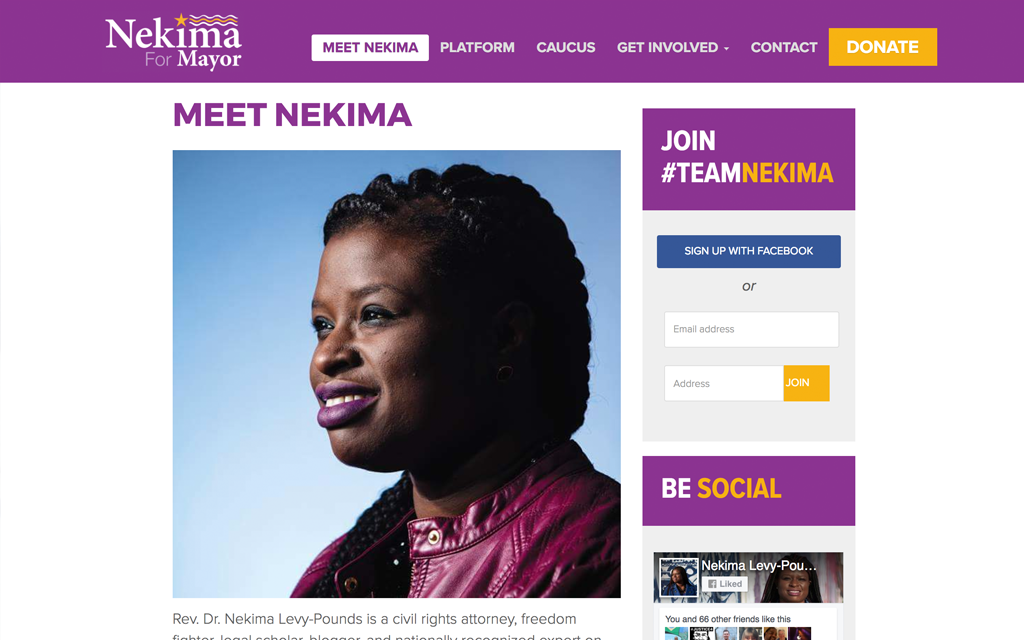 Nekima
For Mayor
MEET NEKIMA
PLATFORM
CAUCUS
GET INVOLVED
CONTACT
DONATE
MEET NEKIMA
Rev. Dr. Nekima Levy-Pounds is a civil rights attorney, freedom
fighter, legal scholar, blogger, and nationally recognized expert on
JOIN
#TEAMNEKIMA
SIGN UP WITH FACEBOOK
or
Email address
Address
JOIN
BE SOCIAL
Nekima Levy-Pou...
Liked
You and 66 other friends like this